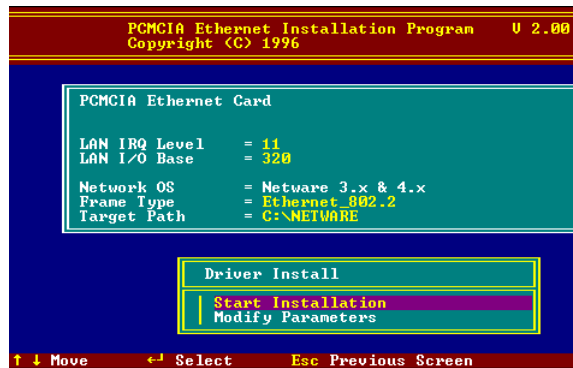 PCMCIA Ethernet Installation Program V 2.00
Copyright (C) 1996
PCMCIA Ethernet Card
LAN IRQ Level = 11
LAN I/O Base = 320
Network OS = Netware 3.x & 4.x
Frame Type = Ethernet_802.2
Target Path = C:\NETWARE
Driver Install
Start Installation
Modify Parameters
↑ ↓ Move ←┘ Select Esc Previous Screen